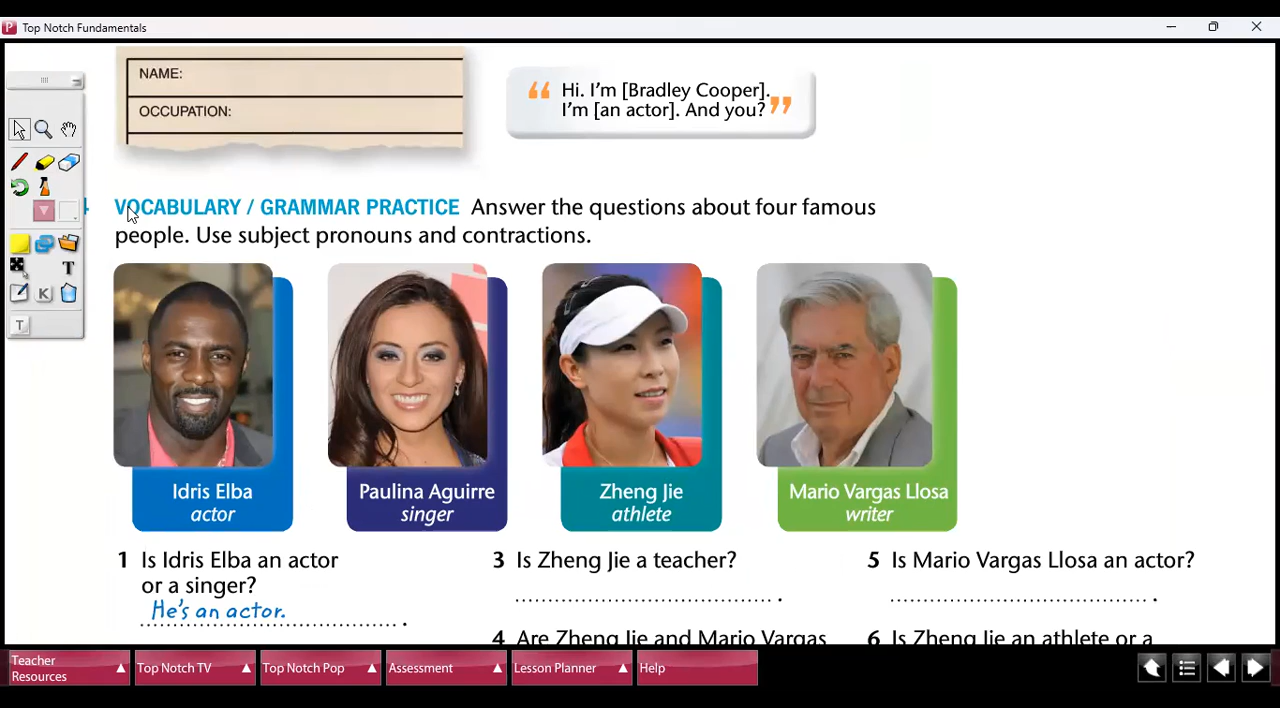 Top Notch Fundamentals
NAME:
OCCUPATION:
“ Hi. I'm [Bradley Cooper].
I'm [an actor]. And you? ”
4 VOCABULARY / GRAMMAR PRACTICE Answer the questions about four famous
people. Use subject pronouns and contractions.
Idris Elba
actor
Paulina Aguirre
singer
Zheng Jie
athlete
Mario Vargas Llosa
writer
1 Is Idris Elba an actor
or a singer?
He's an actor.
3 Is Zheng Jie a teacher?
4 Are Zheng Jie and Mario Vargas
5 Is Mario Vargas Llosa an actor?
6 Is Zheng Jie an athlete or a
T
K
T
Teacher
Resources
Top Notch TV
Top Notch Pop
Assessment
Lesson Planner
Help